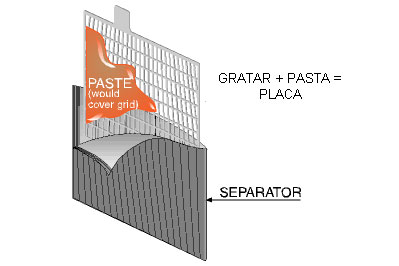 PASTE
(would
cover grid)
GRATAR + PASTA =
PLACA
SEPARATOR